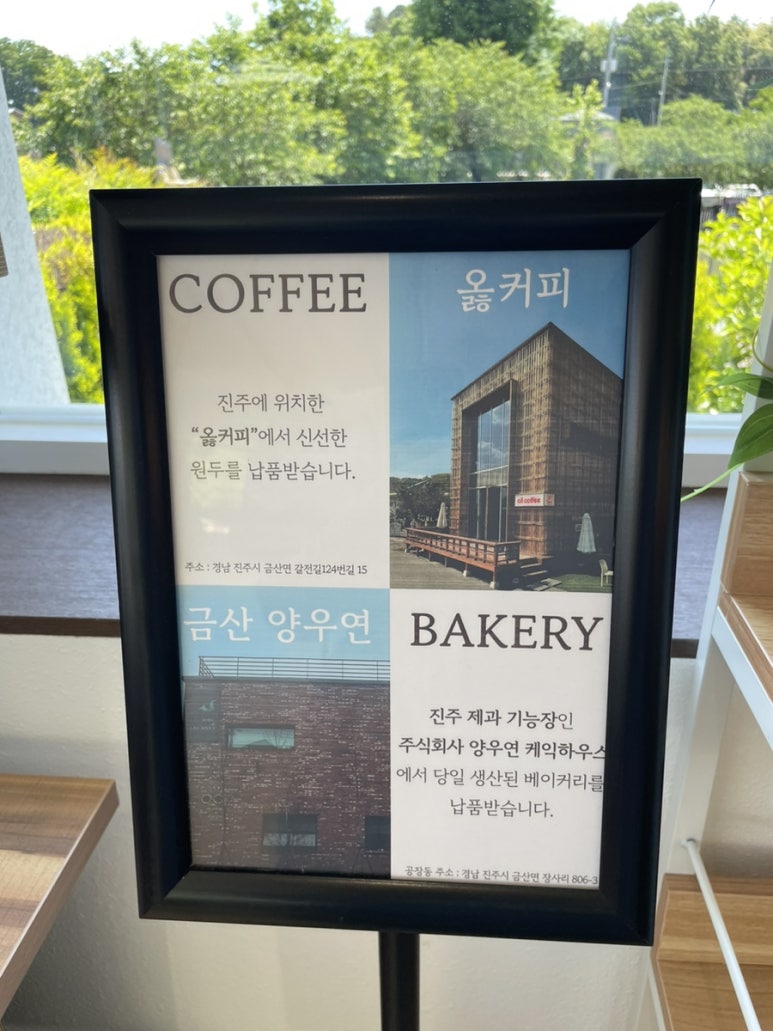 COFFEE
진주에 위치한
“옳커피”에서 신선한
원두를 납품받습니다.
주소 : 경남 진주시 금산면 갈전길124번길 15
옳커피
ol coffee
금산 양우연
BAKERY
진주 제과 기능장인
주식회사 양우연 케익하우스
에서 당일 생산된 베이커리를
납품받습니다.
공장동 주소 : 경남 진주시 금산면 장사리 806-3